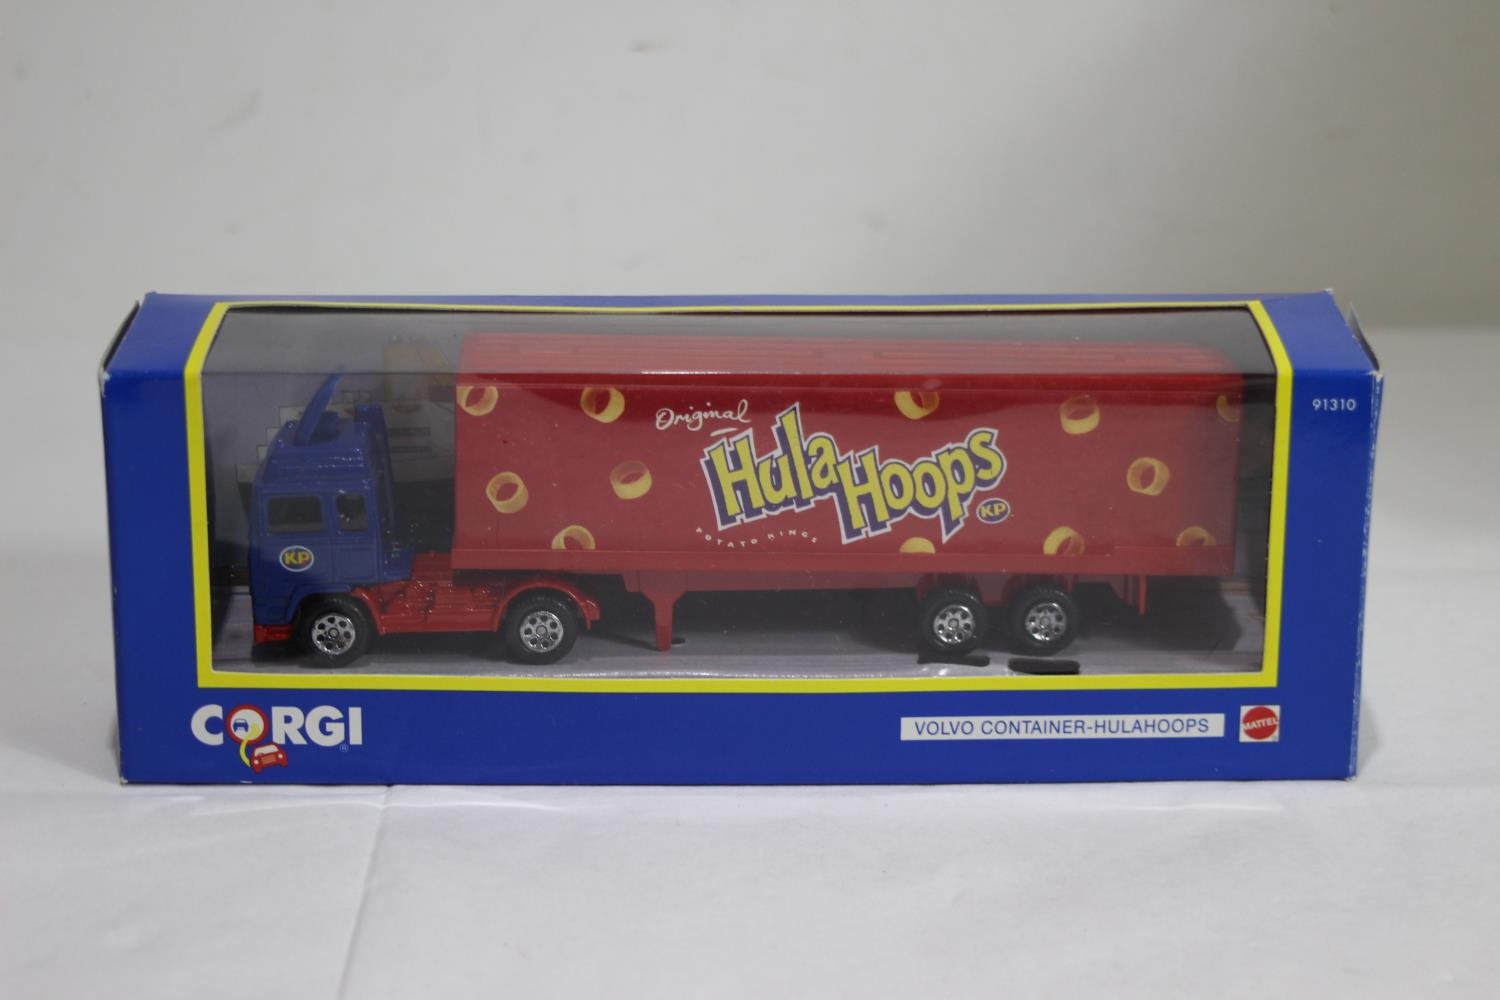 91310
Original
Hula Hoops
KP
POTATO RINGS
KP
CORGI
®
VOLVO CONTAINER-HULAHOOPS
MATTEL